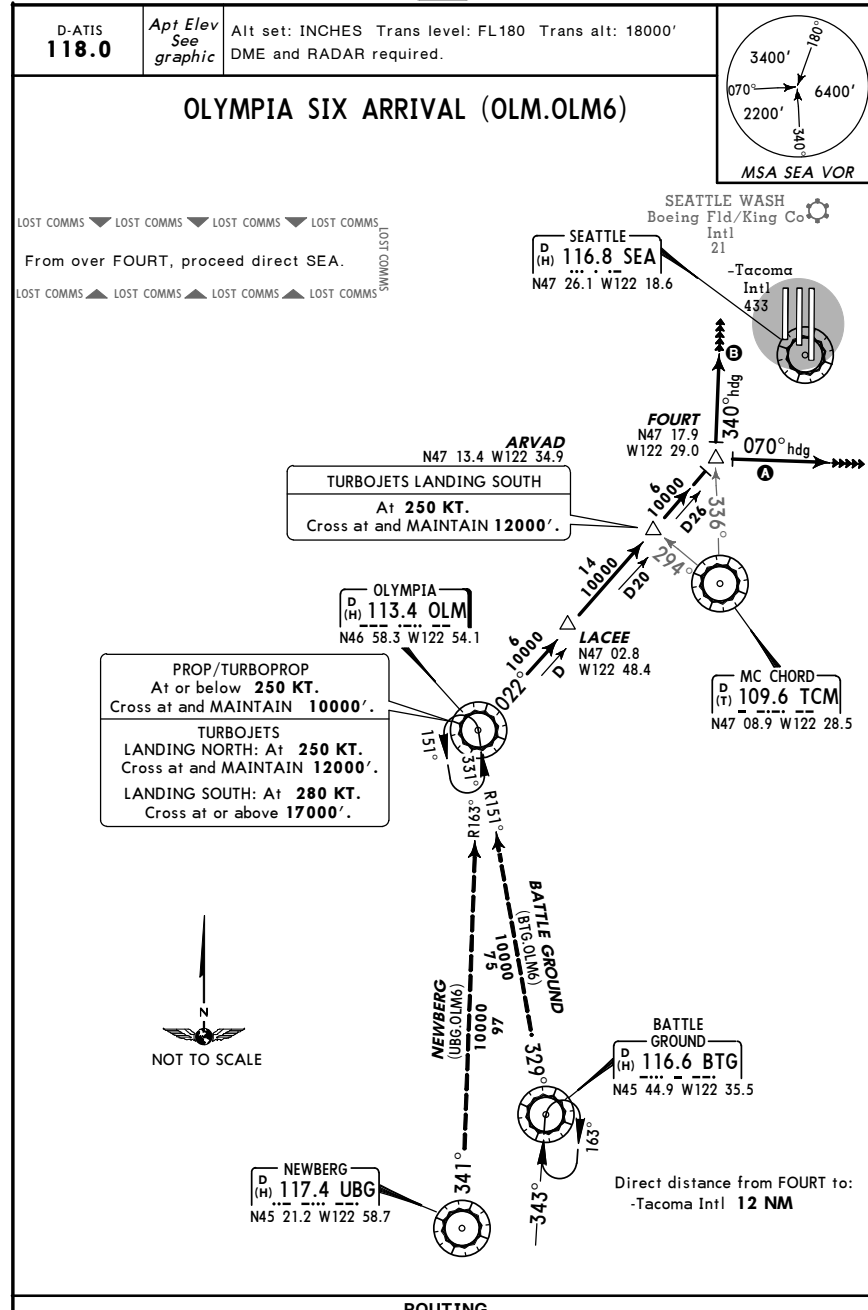 D-ATIS
118.0
Apt Elev
See
graphic
Alt set: INCHES Trans level: FL180 Trans alt: 18000'
DME and RADAR required.
OLYMPIA SIX ARRIVAL (OLM.OLM6)
180°
3400'
070°
6400'
2200'
340°
MSA SEA VOR
LOST COMMS LOST COMMS LOST COMMS LOST COMMS
LOST COMMS
From over FOURT, proceed direct SEA.
LOST COMMS LOST COMMS LOST COMMS LOST COMMS
SEATTLE WASH
Boeing Fld/King Co
Intl
21
SEATTLE
D
(H) 116.8 SEA
N47 26.1 W122 18.6
-Tacoma
Intl
433
B
340° hdg
FOURT
N47 17.9
W122 29.0
070° hdg
A
ARVAD
N47 13.4 W122 34.9
TURBOJETS LANDING SOUTH
At 250 KT.
Cross at and MAINTAIN 12000'.
6
10000
D26
336°
294°
14
10000
D20
OLYMPIA
D
(H) 113.4 OLM
N46 58.3 W122 54.1
LACEE
N47 02.8
W122 48.4
6
10000
D
022°
MC CHORD
D
(T) 109.6 TCM
N47 08.9 W122 28.5
PROP/TURBOPROP
At or below 250 KT.
Cross at and MAINTAIN 10000'.
TURBOJETS
LANDING NORTH: At 250 KT.
Cross at and MAINTAIN 12000'.
LANDING SOUTH: At 280 KT.
Cross at or above 17000'.
151°
331°
R163°
R151°
BATTLE GROUND
(BTG.OLM6)
10000
75
NEWBERG
(UBG.OLM6)
10000
97
N
NOT TO SCALE
329°
BATTLE
GROUND
D
(H) 116.6 BTG
N45 44.9 W122 35.5
163°
343°
341°
NEWBERG
D
(H) 117.4 UBG
N45 21.2 W122 58.7
Direct distance from FOURT to:
-Tacoma Intl 12 NM
ROUTING